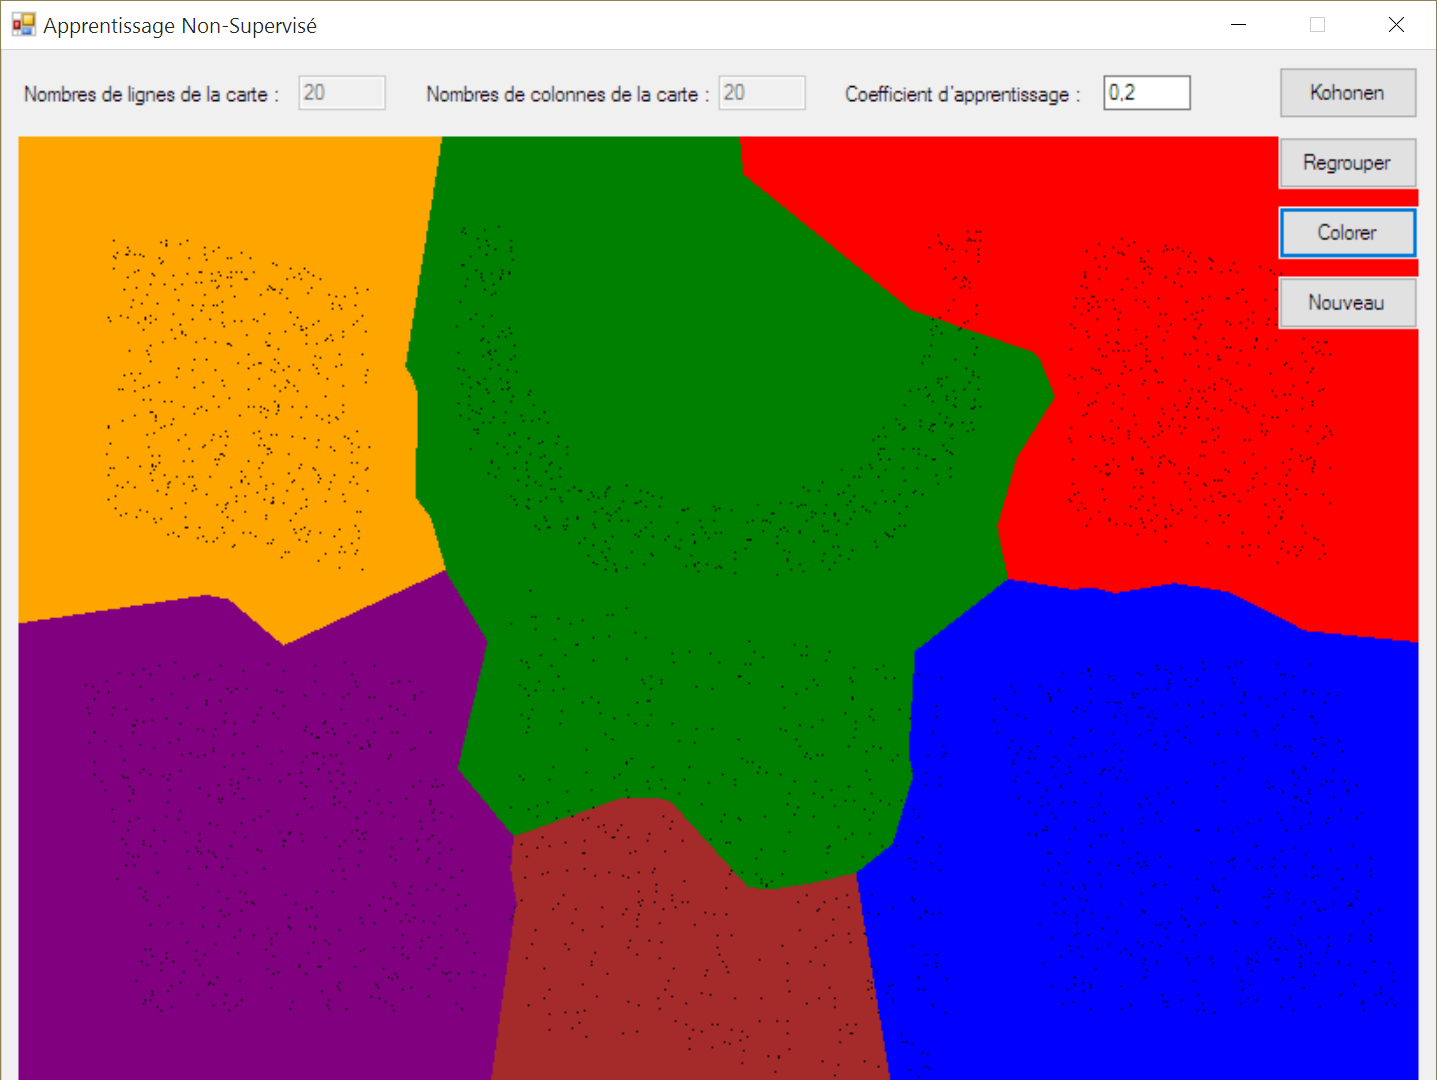 Apprentissage Non-Supervisé
Nombres de lignes de la carte : 20 Nombres de colonnes de la carte : 20 Coefficient d'apprentissage : 0,2 Kohonen
Regrouper
Colorer
Nouveau